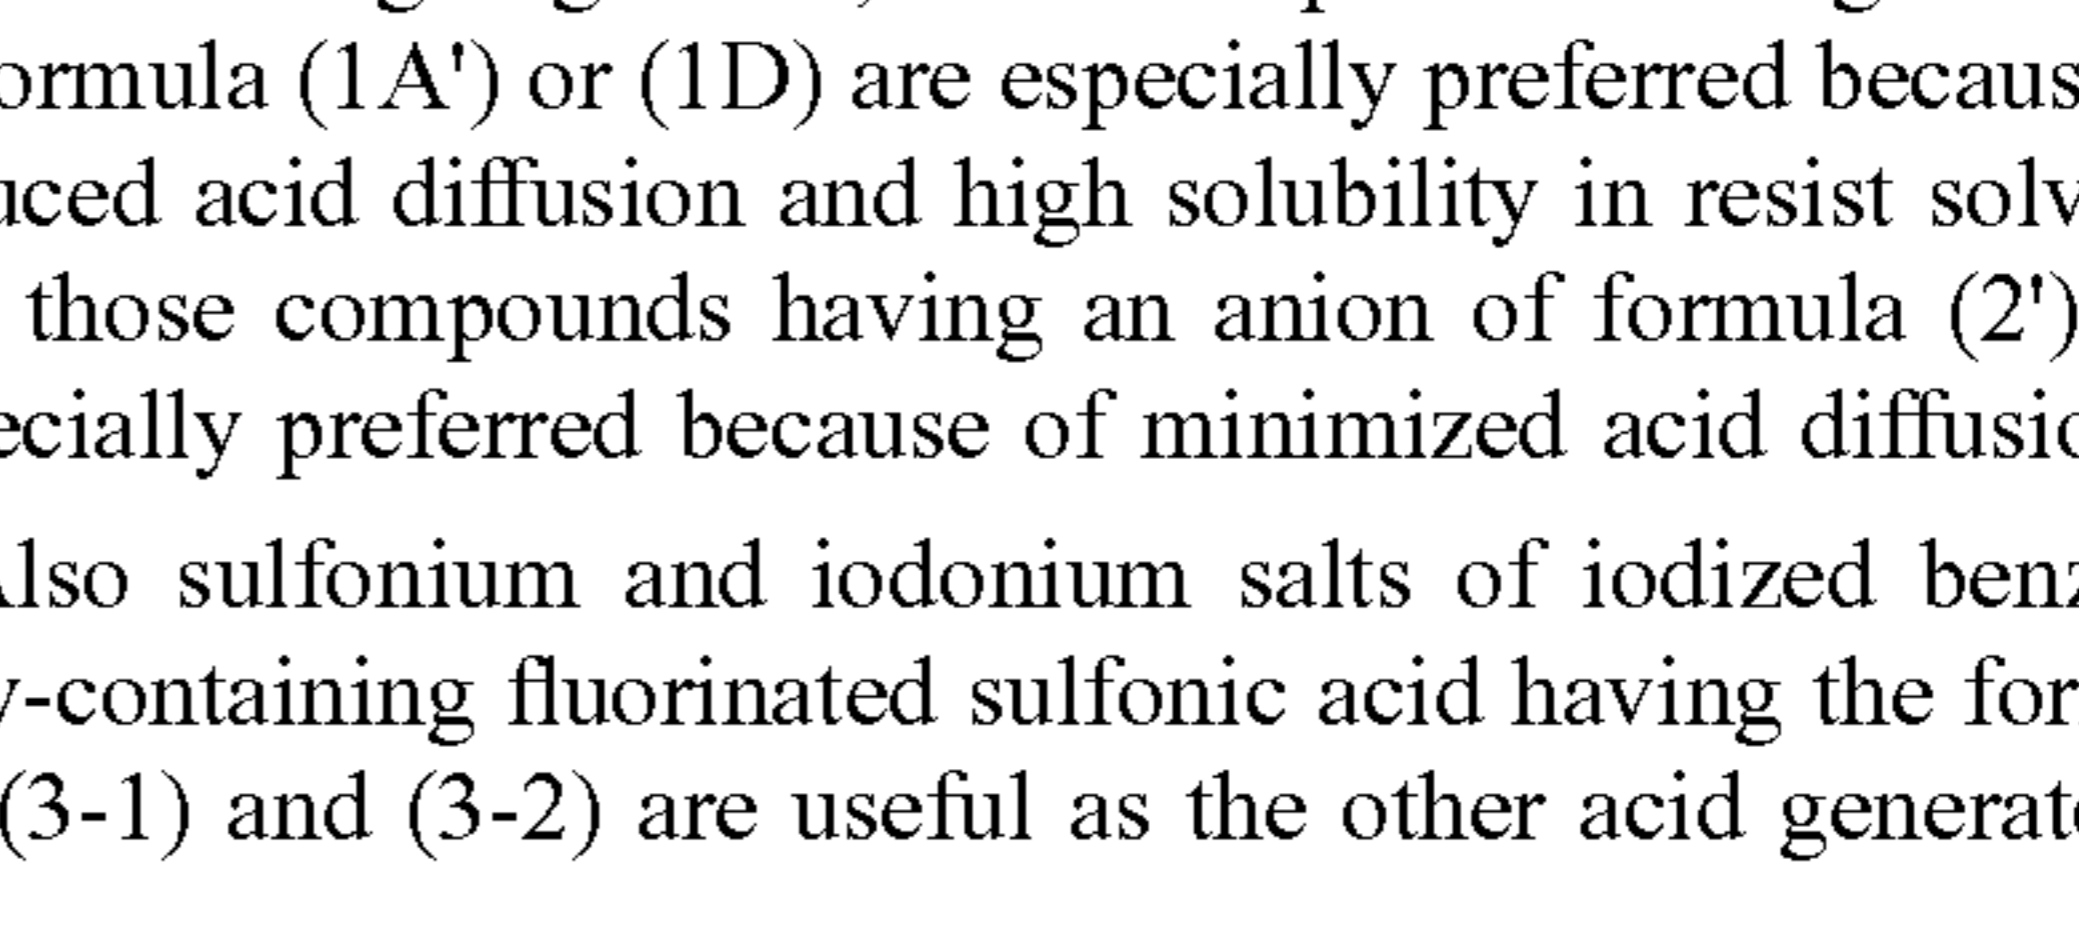 ormula (1A') or (1D) are especially preferred becaus
uced acid diffusion and high solubility in resist solv
those compounds having an anion of formula (2')
ecially preferred because of minimized acid diffusio
Also sulfonium and iodonium salts of iodized benz
y-containing fluorinated sulfonic acid having the for
(3-1) and (3-2) are useful as the other acid generato